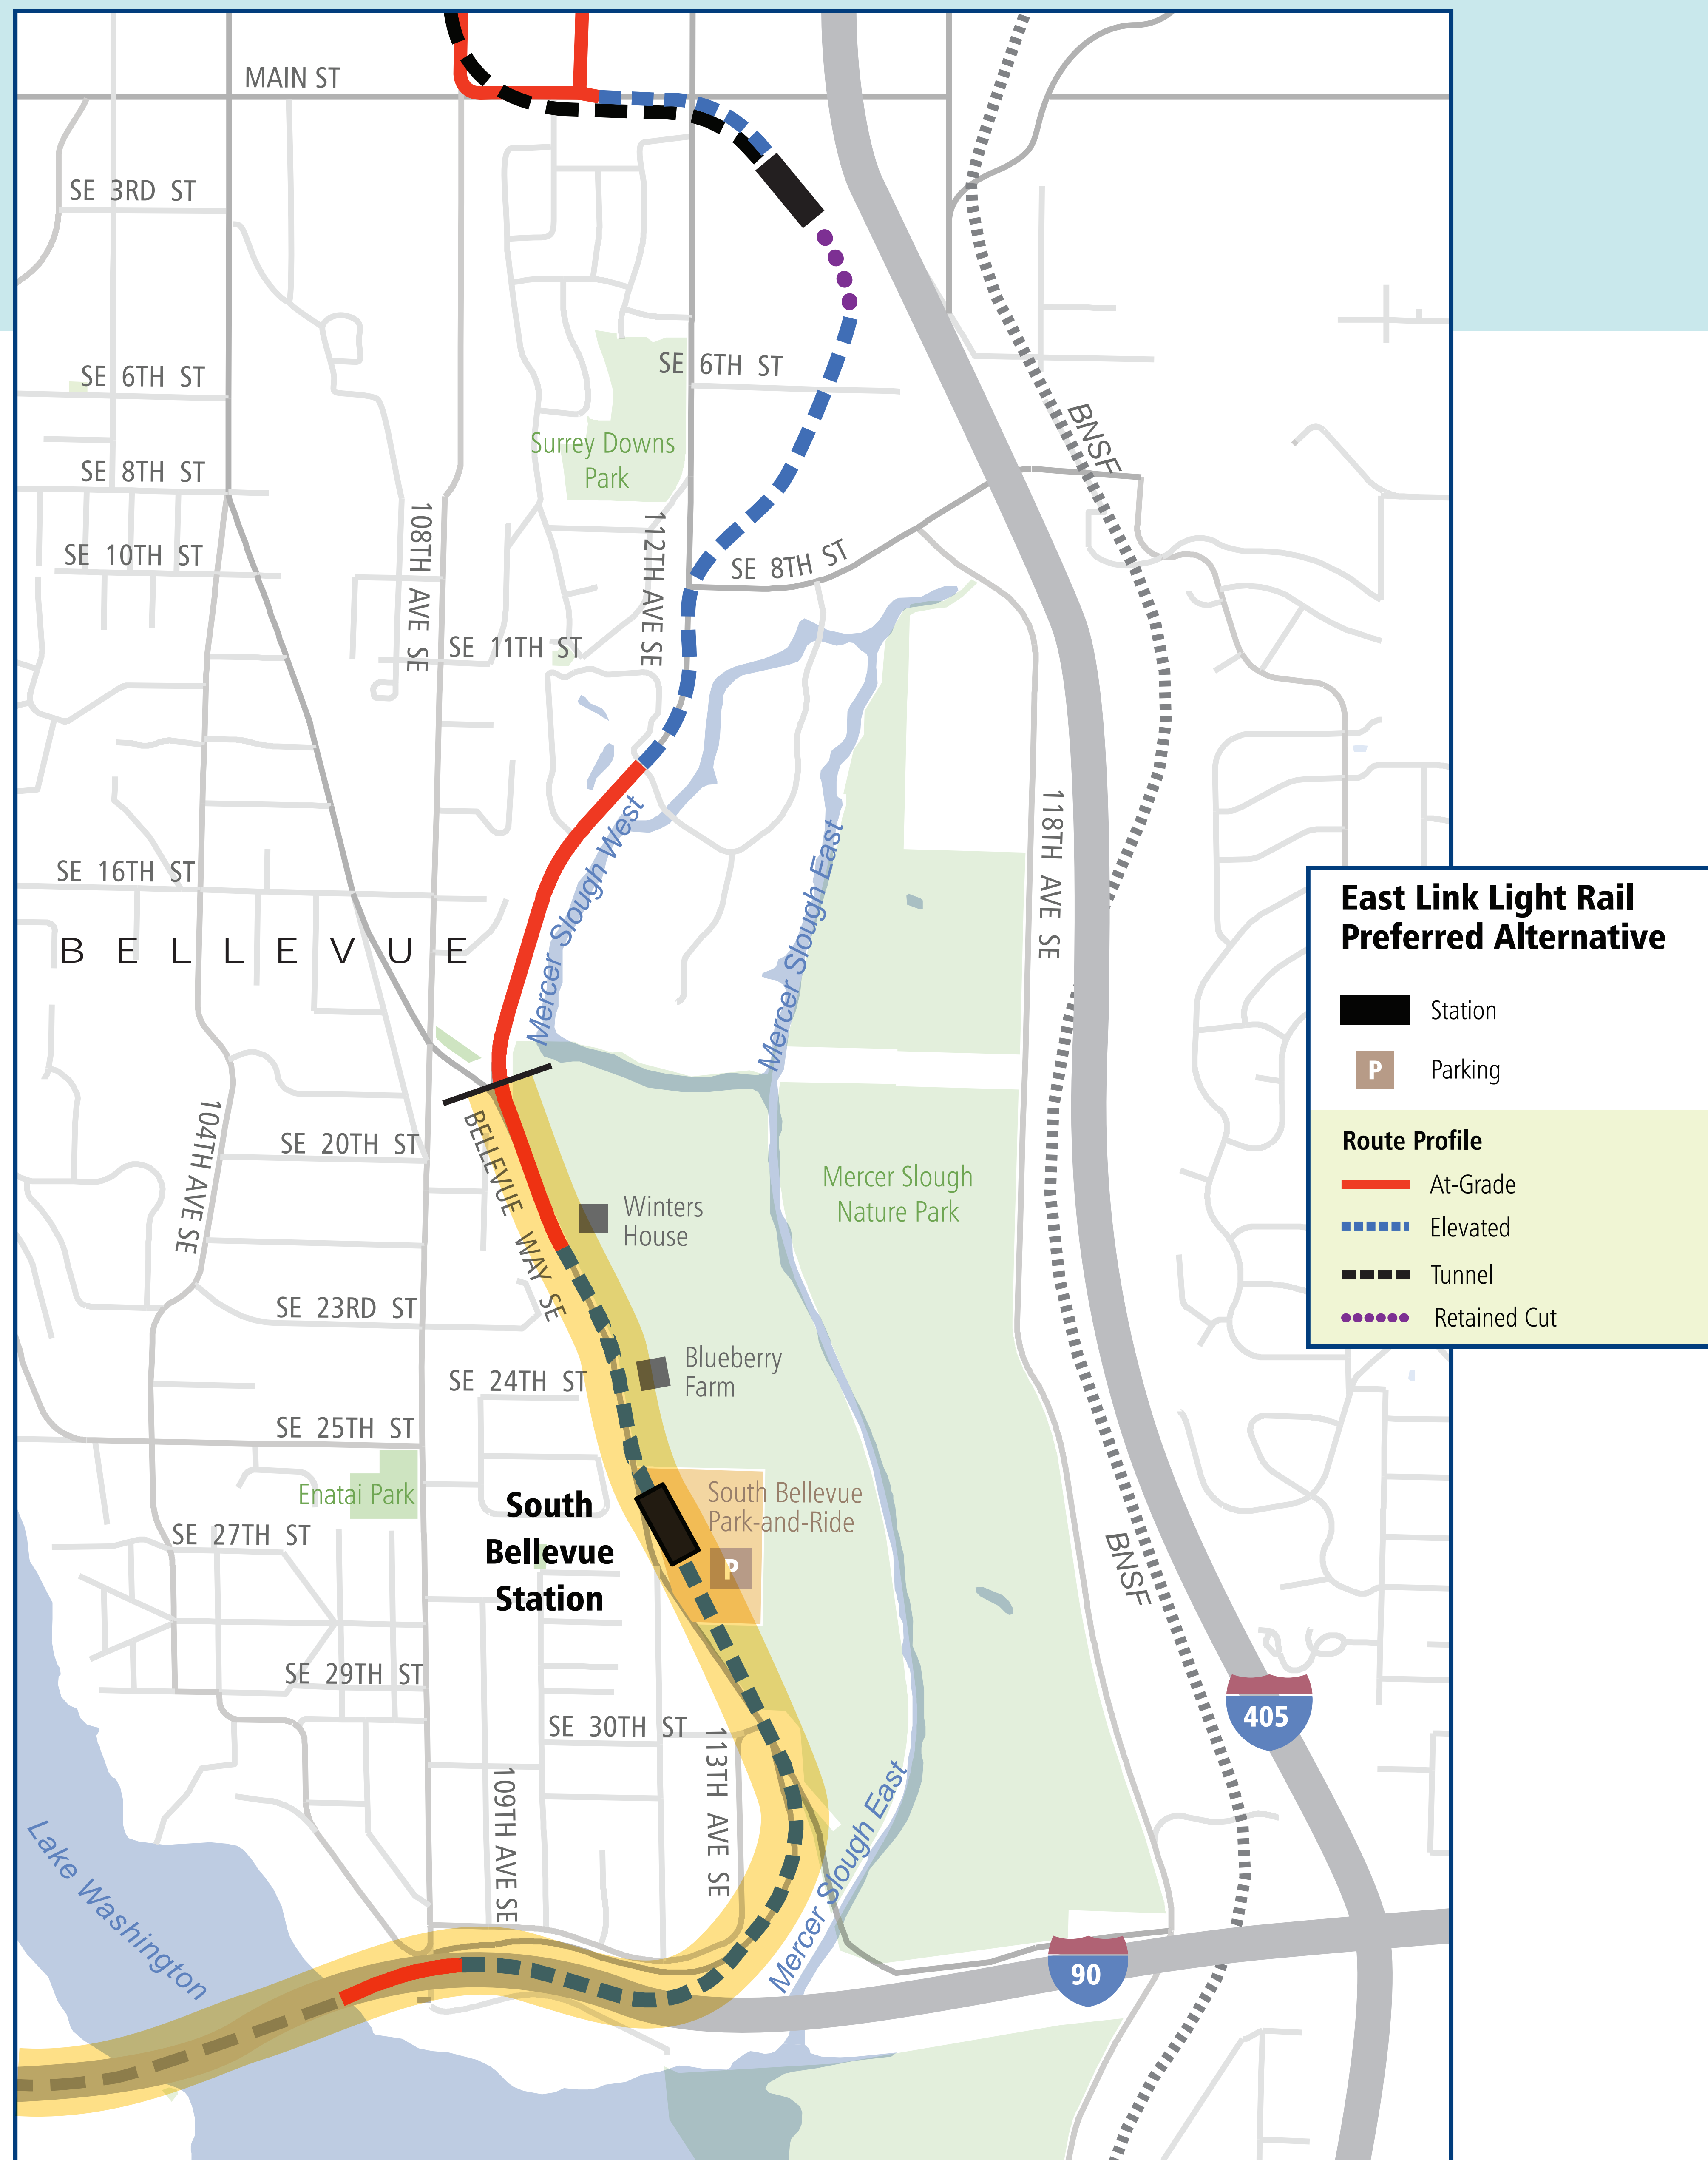 MAIN ST
SE 3RD ST
SE 6TH ST
SE 6TH ST
BNSF
Surrey Downs
Park
SE 8TH ST
108TH AVE SE
112TH AVE SE
SE 10TH ST
SE 8TH ST
SE 11TH ST
Mercer Slough West
Mercer Slough East
118TH AVE SE
SE 16TH ST
BELLEVUE
East Link Light Rail
Preferred Alternative
Station
P
Parking
Route Profile
At-Grade
Elevated
Tunnel
Retained Cut
104TH AVE SE
SE 20TH ST
BELLEVUE WAY SE
Mercer Slough
Nature Park
Winters
House
SE 23RD ST
Blueberry
Farm
SE 24TH ST
SE 25TH ST
Enatai Park
South
Bellevue
Station
South Bellevue
Park-and-Ride
P
SE 27TH ST
BNSF
SE 29TH ST
SE 30TH ST
405
109TH AVE SE
113TH AVE SE
Mercer Slough East
Lake Washington
90